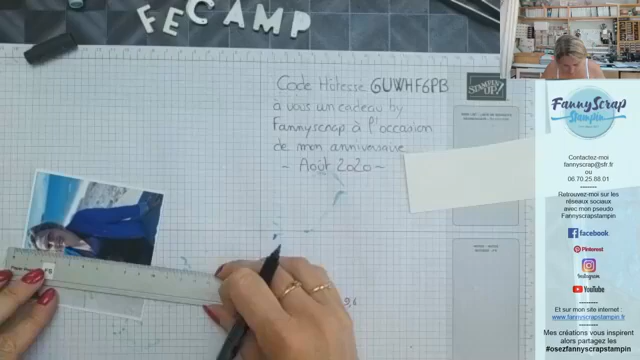 FECAMP
Code Hôtesse GUWHF6PB
à vous un cadeau by
Fannyscrap à l'occasion
de mon anniversaire
~ Août 2020 ~
STAMPIN' UP!
FannyScrap
Stampin
Contactez-moi
fannyscrap@sfr.fr
ou
06.70.25.68.01
--------
Retrouvez-moi sur les
réseaux sociaux
avec mon pseudo
Fannyscrapstampin
facebook
Pinterest
Instagram
YouTube
--------
Et sur mon site internet :
www.fannyscrapstampin.fr
--------
Mes créations vous inspirent
alors partagez les
#osezfannyscrapstampin